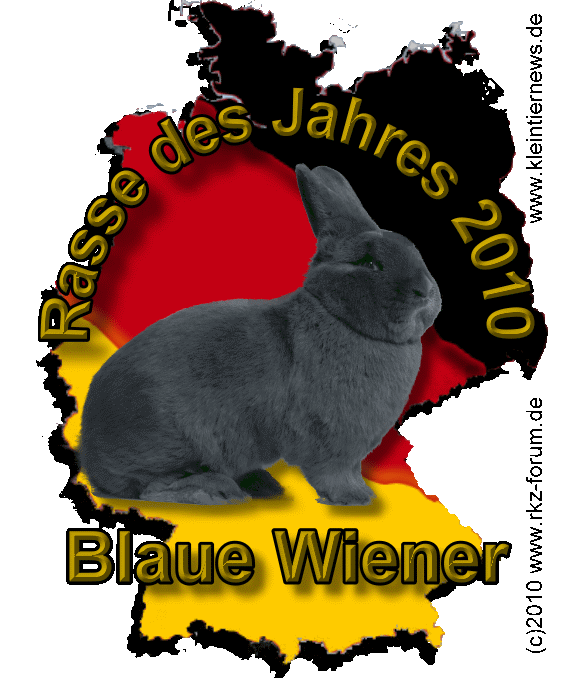 Rasse des Jahres 2010
Blaue Wiener
www.kleintiernews.de
(c)2010 www.rkz-forum.de